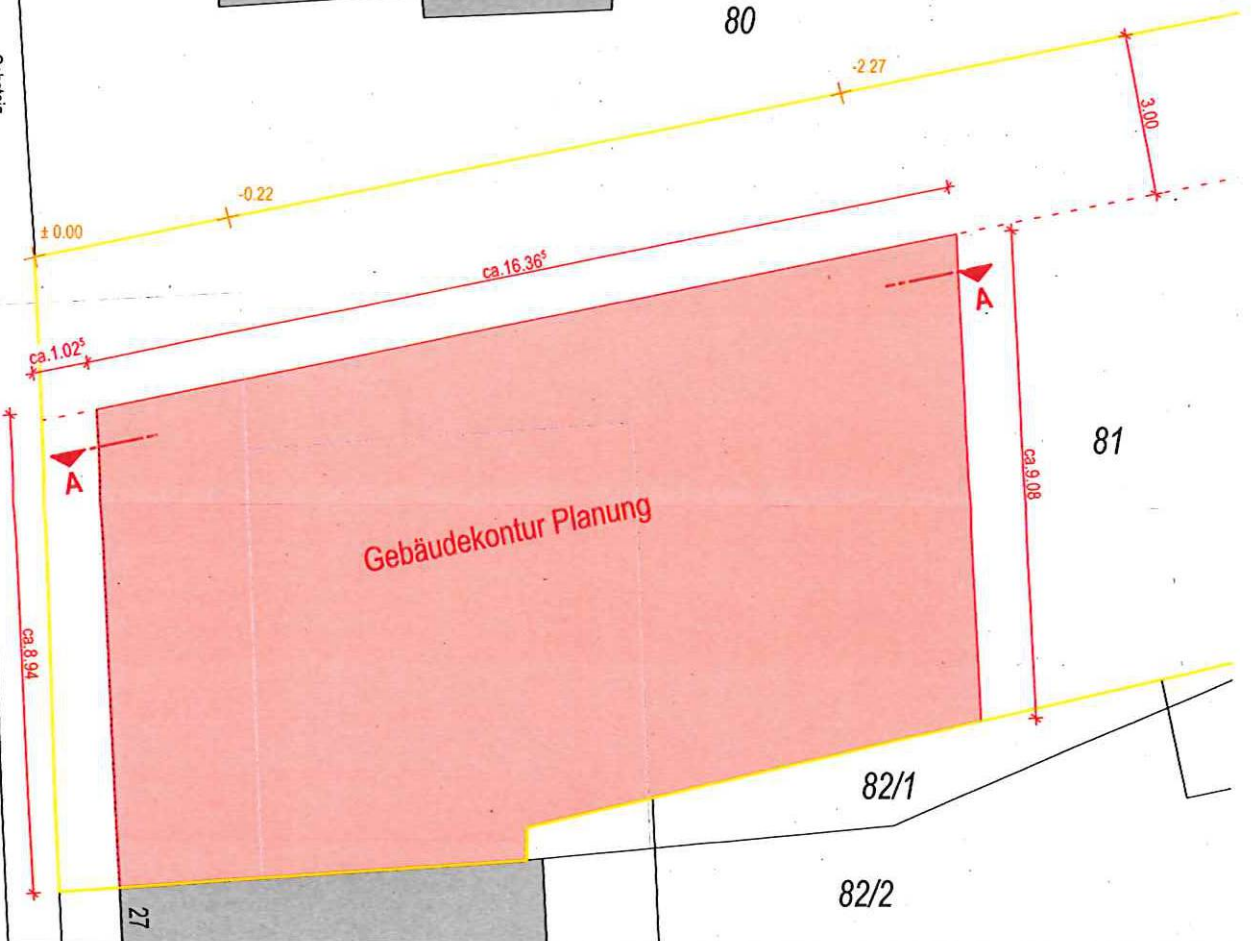 80
-2.27
3.00
-0.22
± 0.00
ca.16.36⁵
A
ca.1.02⁵
81
A
ca.9.08
Gebäudekontur Planung
ca.8.94
82/1
82/2
27